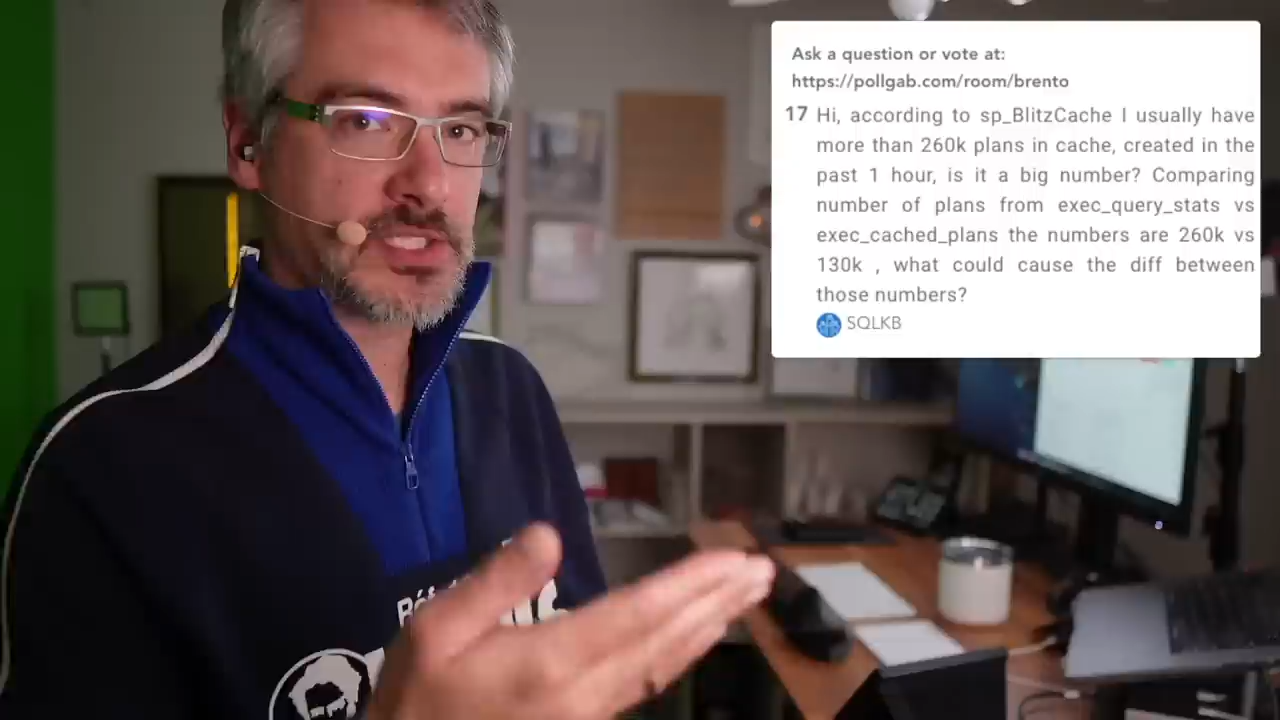 Ask a question or vote at:
https://pollgab.com/room/brento
17 Hi, according to sp_BlitzCache I usually have
more than 260k plans in cache, created in the
past 1 hour, is it a big number? Comparing
number of plans from exec_query_stats vs
exec_cached_plans the numbers are 260k vs
130k , what could cause the diff between
those numbers?
SQLKB